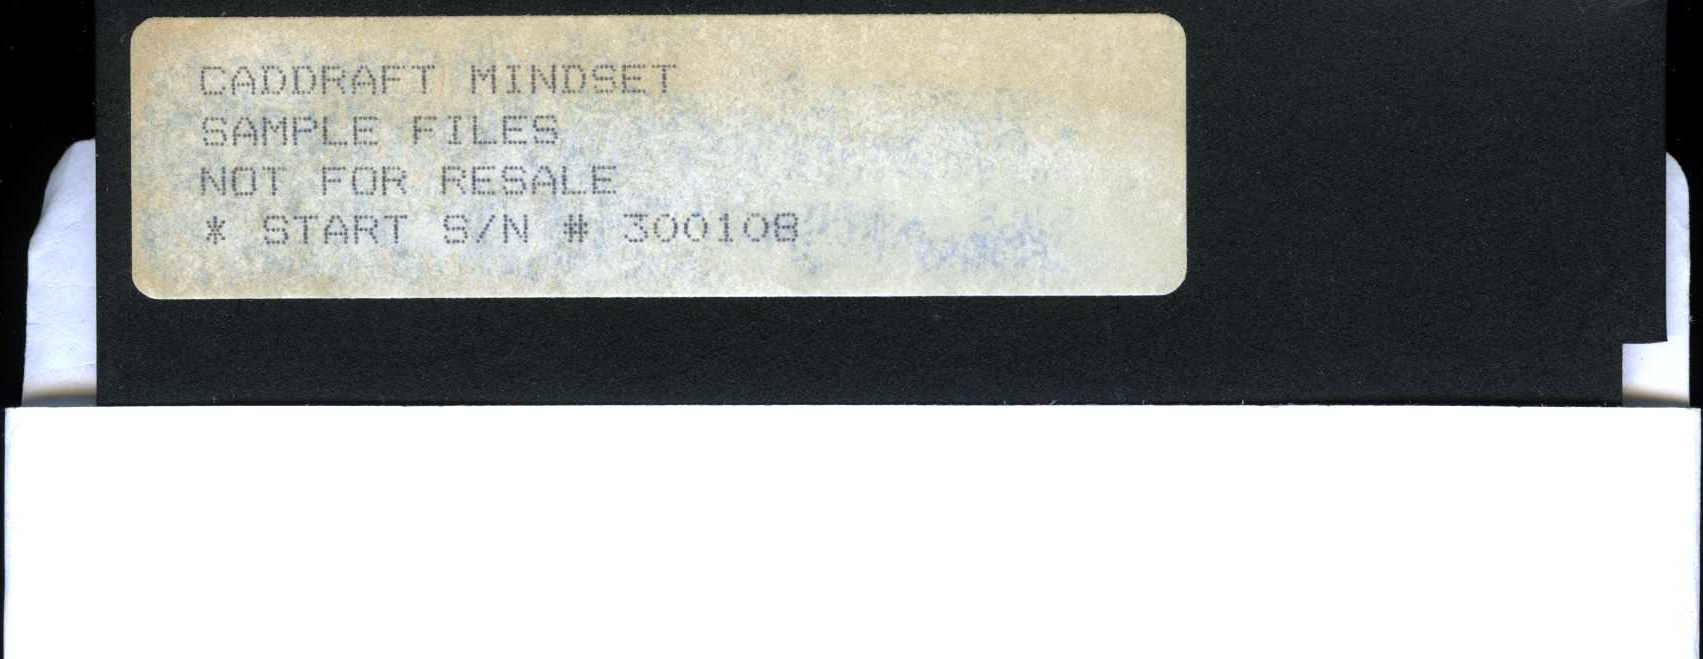 CADDRAFT MINDSET
SAMPLE FILES
NOT FOR RESALE
* START S/N # 300108